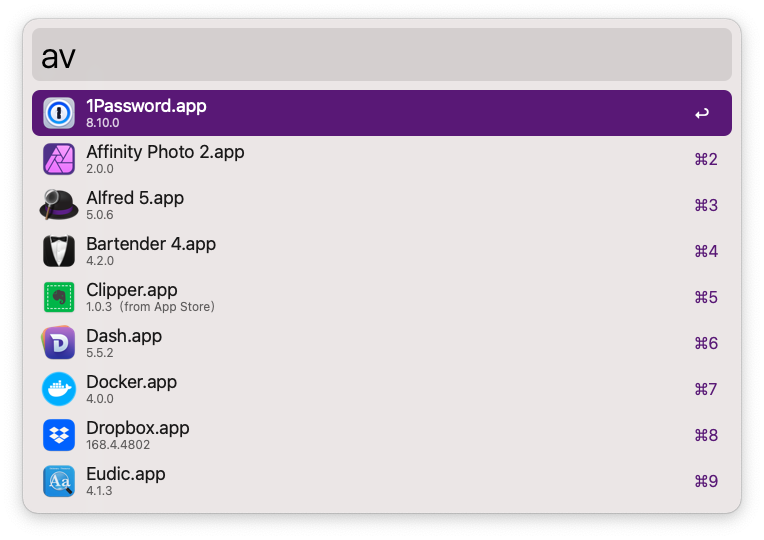 av
1Password.app
8.10.0
↩
Affinity Photo 2.app
2.0.0
⌘2
Alfred 5.app
5.0.6
⌘3
Bartender 4.app
4.2.0
⌘4
Clipper.app
1.0.3 (from App Store)
⌘5
Dash.app
5.5.2
⌘6
Docker.app
4.0.0
⌘7
Dropbox.app
168.4.4802
⌘8
Eudic.app
4.1.3
⌘9